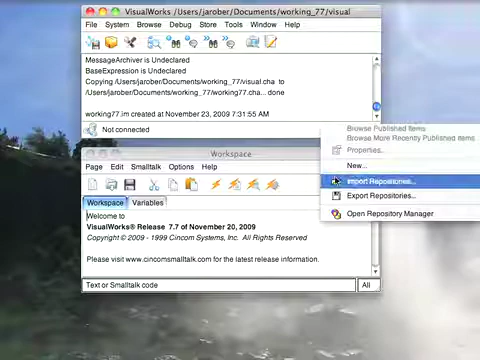 VisualWorks /Users/jarober/Documents/working_77/visual
File System Browse Debug Store Tools Window Help
MessageArchiver is Undeclared
BaseExpression is Undeclared
Copying /Users/jarober/Documents/working_77/visual.cha to
/Users/jarober/Documents/working_77/working77.cha... done
working77.im created at November 23, 2009 7:31:55 AM
Not connected
Browse Published Items
Browse More Recently Published Items
Properties...
New...
Import Repositories...
Export Repositories...
Open Repository Manager
Workspace
Page Edit Smalltalk Options Help
Workspace Variables
Welcome to
VisualWorks® Release 7.7 of November 20, 2009
Copyright © 2009 - 1999 Cincom Systems, Inc. All Rights Reserved
Please visit www.cincomsmalltalk.com for the latest release information.
Text or Smalltalk code
All